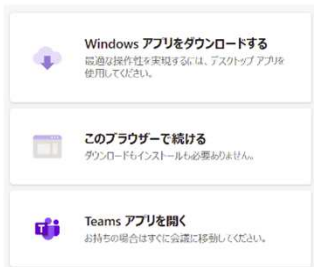 Windows アプリをダウンロードする
最適な操作性を実現するには、デスクトップ アプリを
使用してください。
このブラウザーで続ける
ダウンロードもインストールも必要ありません。
Teams アプリを開く
お持ちの場合はすぐに会議に移動してください。